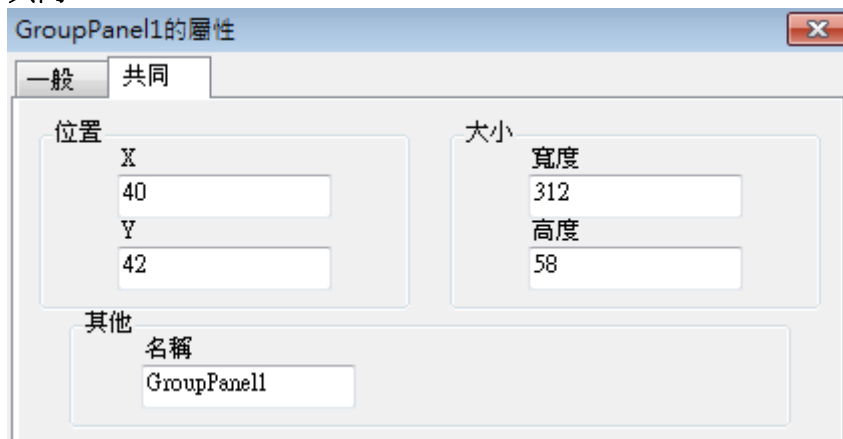 GroupPanel1的屬性
一般 共同
位置 大小
X 寬度
40 312
Y 高度
42 58
其他
名稱
GroupPanel1